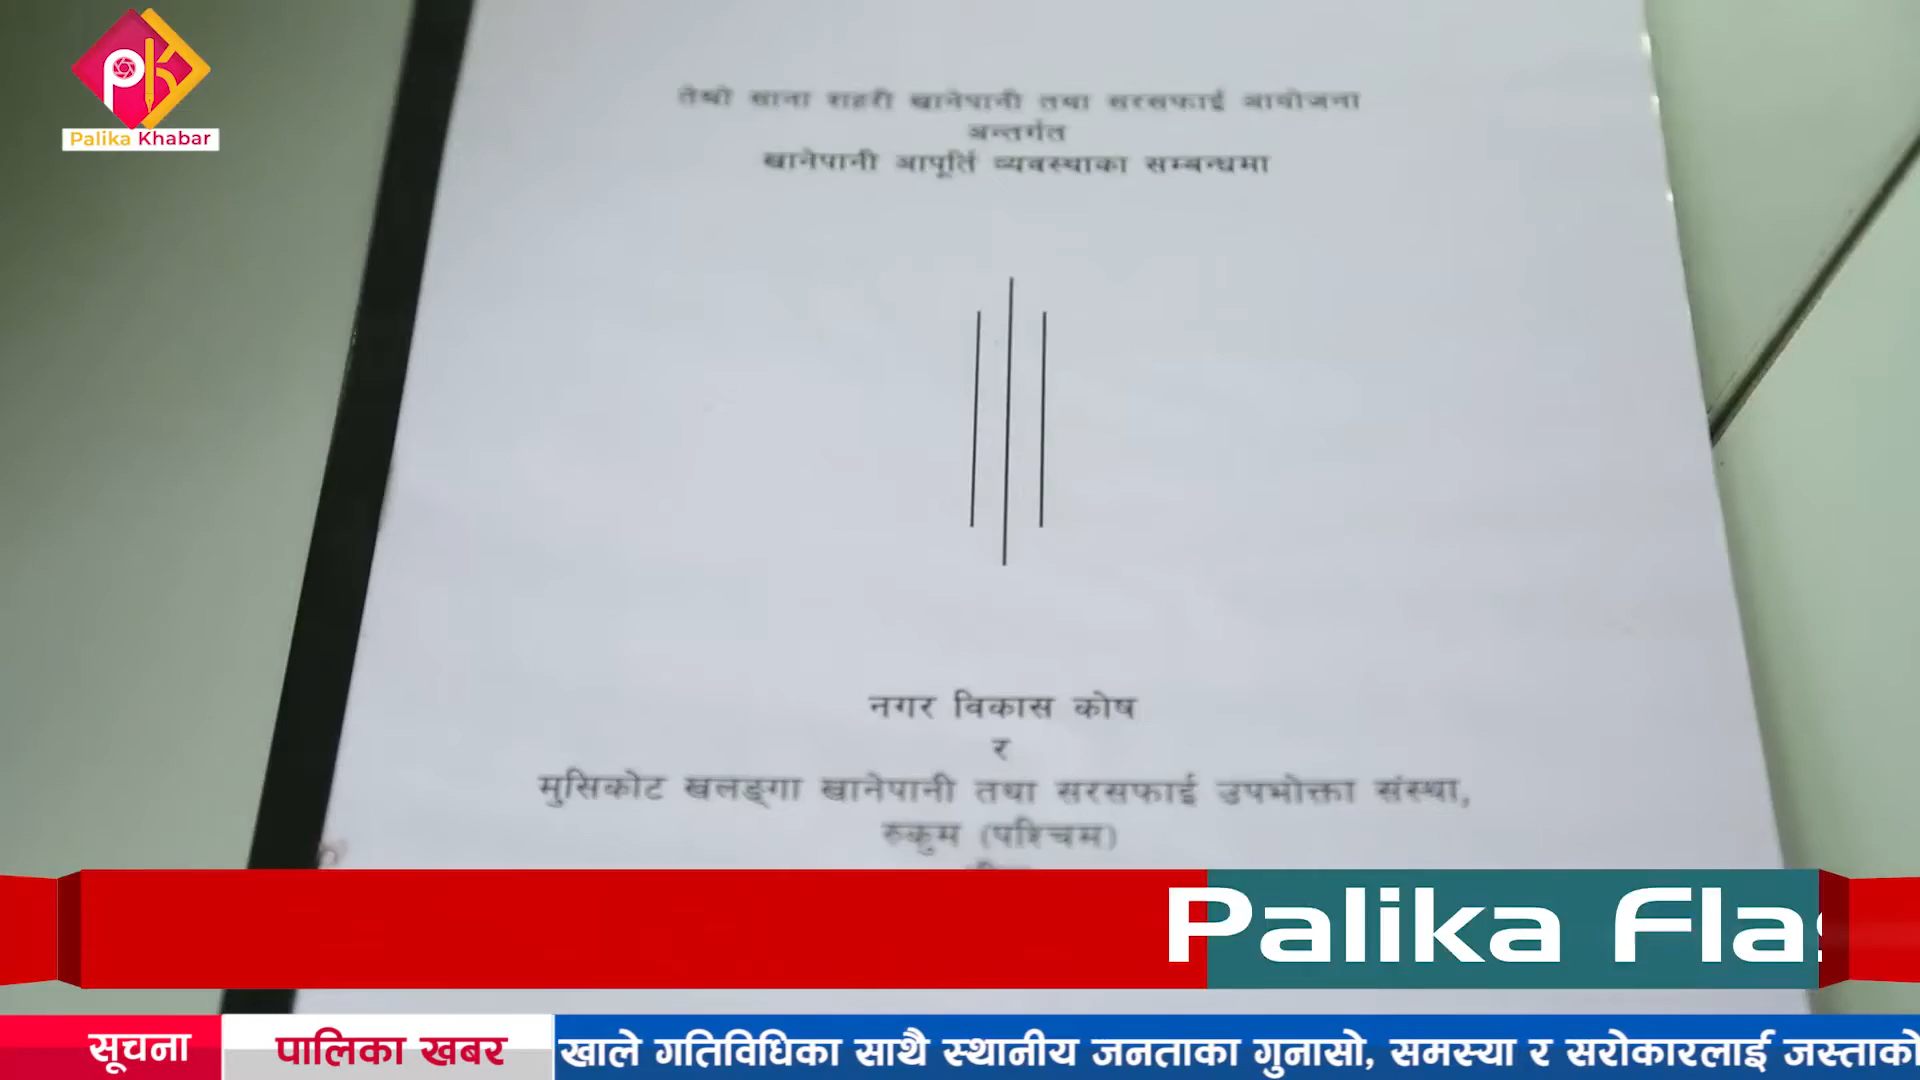 Palika Khabar
तेश्रो साना शहरी खानेपानी तथा सरसफाई आयोजना
अन्तर्गत
खानेपानी आपूर्ति व्यवस्थाका सम्बन्धमा
नगर विकास कोष
र
मुसिकोट खलङ्गा खानेपानी तथा सरसफाई उपभोक्ता संस्था,
रुकुम (पश्चिम)
Palika Flas
सूचना
पालिका खबर
खाले गतिविधिका साथै स्थानीय जनताका गुनासो, समस्या र सरोकारलाई जस्ताको